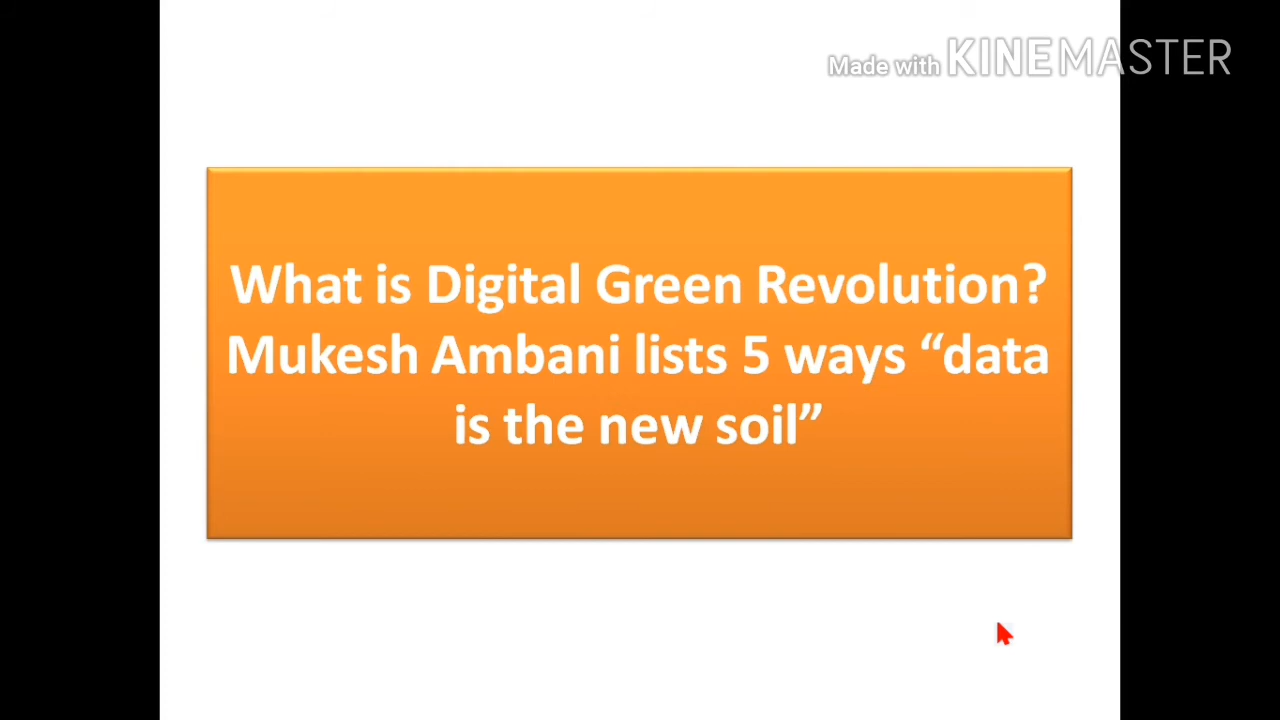 Made with KINEMASTER
What is Digital Green Revolution?
Mukesh Ambani lists 5 ways “data
is the new soil”